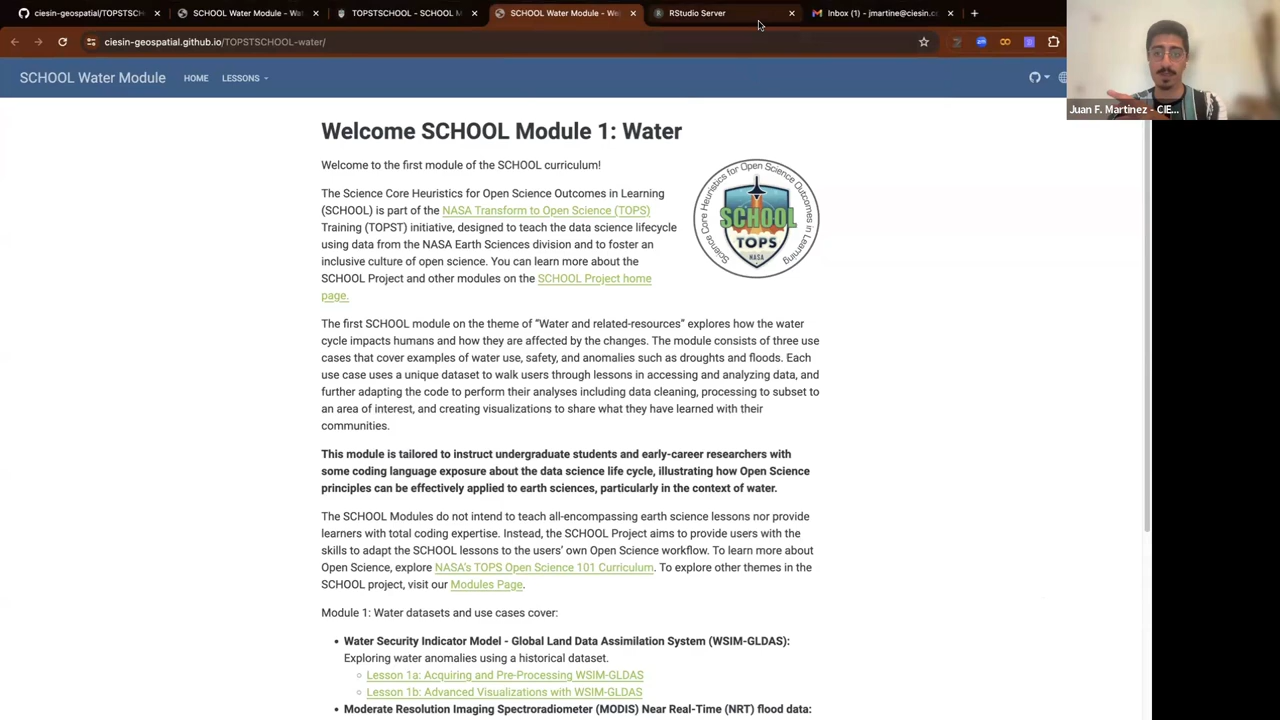 ciesin-geospatial/TOPSTSCHOOL
SCHOOL Water Module - Wa
TOPSTSCHOOL - SCHOOL M
SCHOOL Water Module - We
RStudio Server
Inbox (1) - jmartine@ciesin.c
ciesin-geospatial.github.io/TOPSTSCHOOL-water/
SCHOOL Water Module
HOME
LESSONS
Juan F. Martinez - CIE...
Welcome SCHOOL Module 1: Water
Welcome to the first module of the SCHOOL curriculum!
The Science Core Heuristics for Open Science Outcomes in Learning
(SCHOOL) is part of the NASA Transform to Open Science (TOPS)
Training (TOPST) initiative, designed to teach the data science lifecycle
using data from the NASA Earth Sciences division and to foster an
inclusive culture of open science. You can learn more about the
SCHOOL Project and other modules on the SCHOOL Project home
page.
Science Core Heuristics for Open Science Outcomes in Learning
SCHOOL
TOPS
NASA
The first SCHOOL module on the theme of “Water and related-resources” explores how the water
cycle impacts humans and how they are affected by the changes. The module consists of three use
cases that cover examples of water use, safety, and anomalies such as droughts and floods. Each
use case uses a unique dataset to walk users through lessons in accessing and analyzing data, and
further adapting the code to perform their analyses including data cleaning, processing to subset to
an area of interest, and creating visualizations to share what they have learned with their
communities.
This module is tailored to instruct undergraduate students and early-career researchers with
some coding language exposure about the data science life cycle, illustrating how Open Science
principles can be effectively applied to earth sciences, particularly in the context of water.
The SCHOOL Modules do not intend to teach all-encompassing earth science lessons nor provide
learners with total coding expertise. Instead, the SCHOOL Project aims to provide users with the
skills to adapt the SCHOOL lessons to the users’ own Open Science workflow. To learn more about
Open Science, explore NASA’s TOPS Open Science 101 Curriculum. To explore other themes in the
SCHOOL project, visit our Modules Page.
Module 1: Water datasets and use cases cover:
• Water Security Indicator Model - Global Land Data Assimilation System (WSIM-GLDAS):
Exploring water anomalies using a historical dataset.
Lesson 1a: Acquiring and Pre-Processing WSIM-GLDAS
Lesson 1b: Advanced Visualizations with WSIM-GLDAS
• Moderate Resolution Imaging Spectroradiometer (MODIS) Near Real-Time (NRT) flood data: